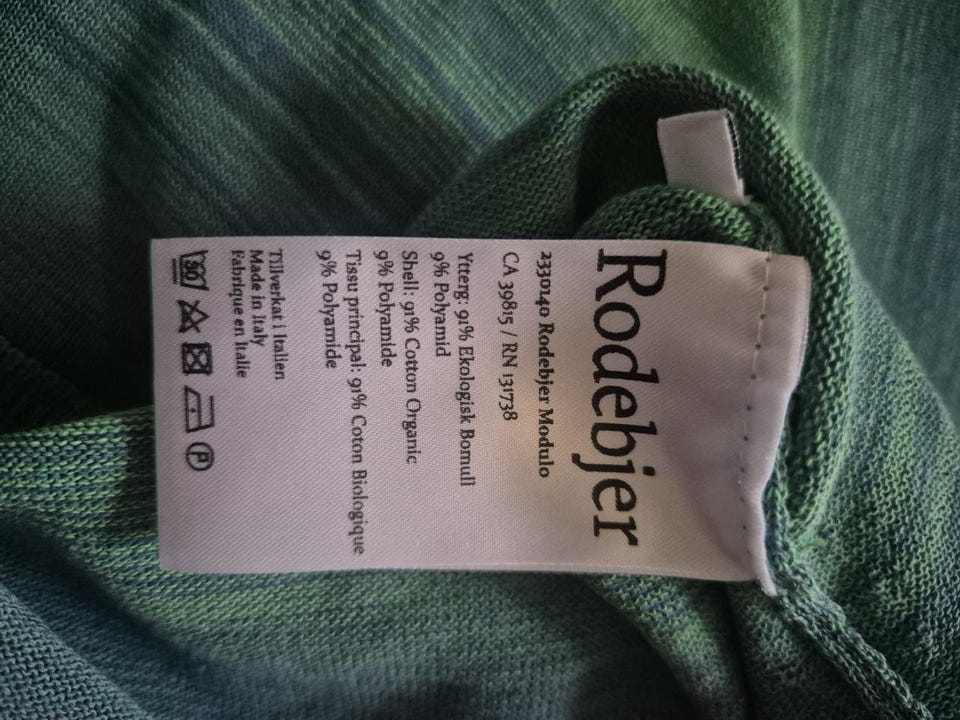 Rodebjer
2330140 Rodebjer Modulo
CA 39815 / RN 131738
Ytterg: 91% Ekologisk Bomull
9% Polyamid
Shell: 91% Cotton Organic
9% Polyamide
Tissu principal: 91% Coton Biologique
9% Polyamide
Tillverkat i Italien
Made in Italy
Fabrique en Italie
P